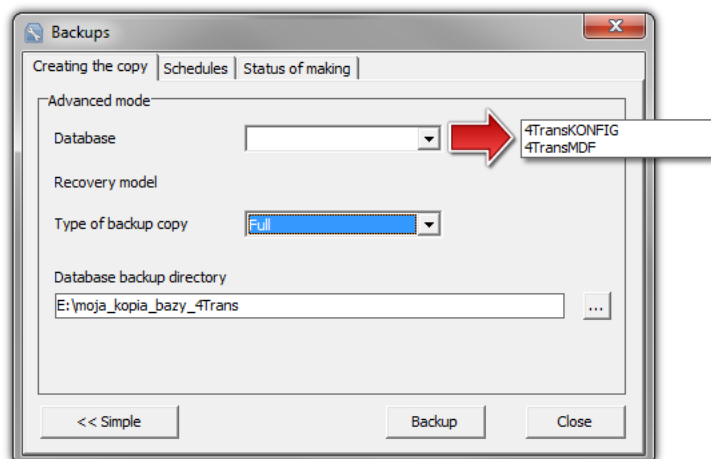 Backups
Creating the copy Schedules Status of making
Advanced mode
Database
4TransKONFIG
4TransMDF
Recovery model
Type of backup copy Full
Database backup directory
E:\moja_kopia_bazy_4Trans
...
<< Simple Backup Close